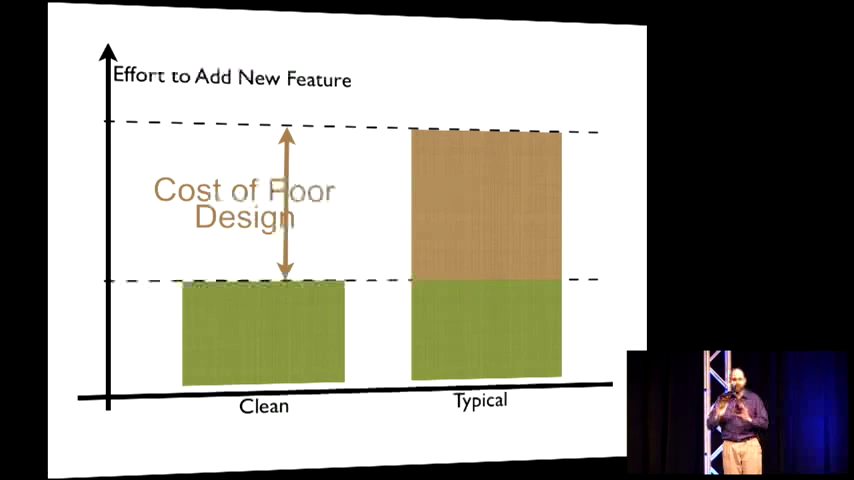 Effort to Add New Feature
Cost of Poor
Design
Clean
Typical